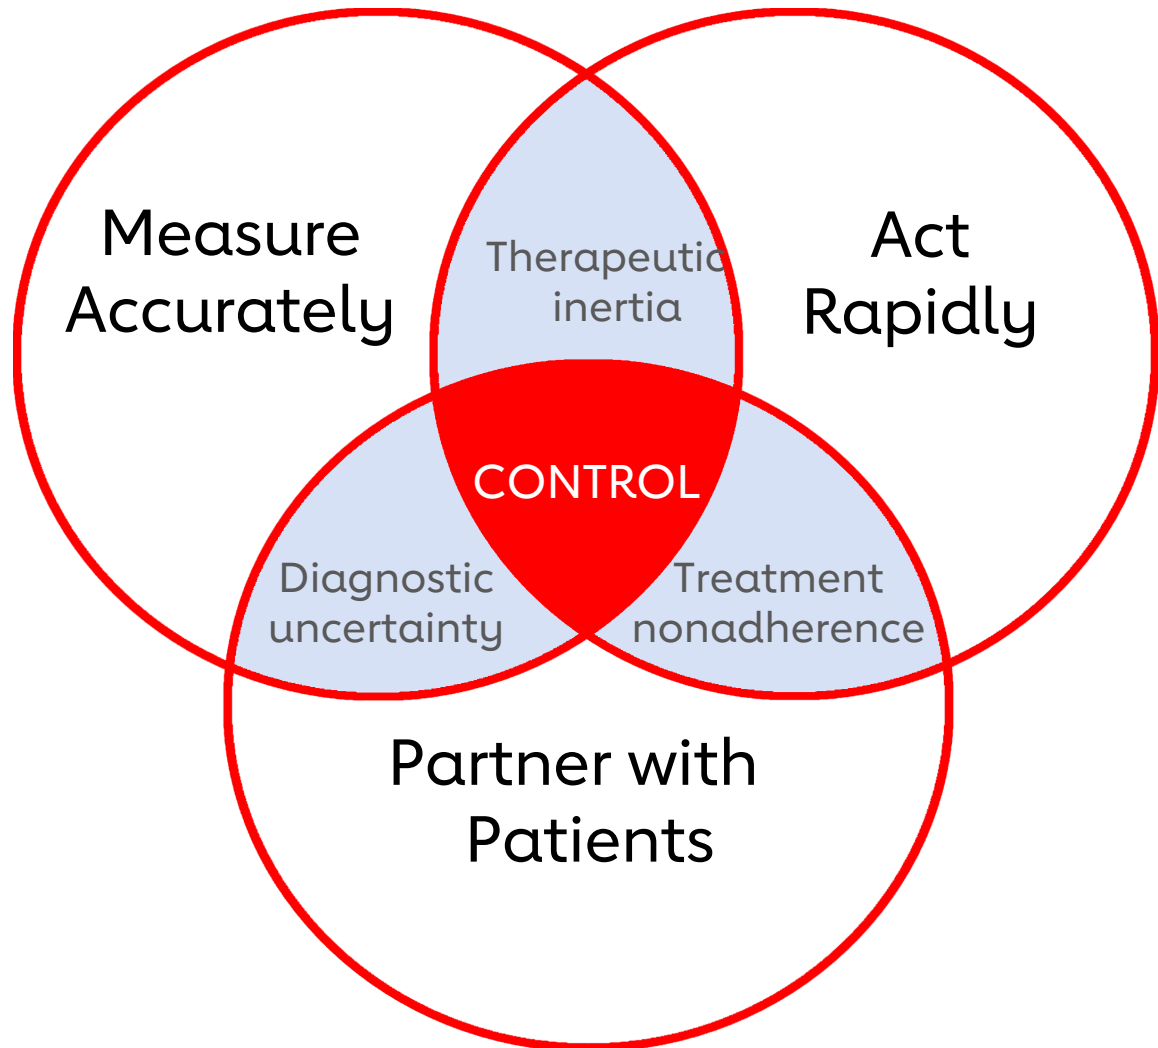 Measure
Accurately
Act
Rapidly
Therapeutic
inertia
CONTROL
Diagnostic
uncertainty
Treatment
nonadherence
Partner with
Patients